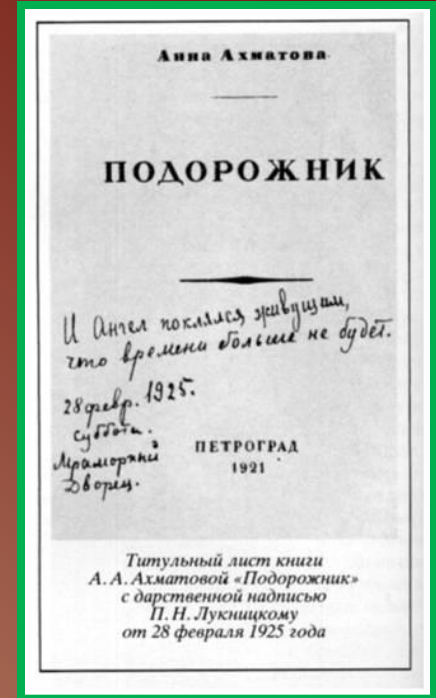 Анна Ахматова
ПОДОРОЖНИК
И Ангел поклялся живущим,
что времени больше не будет.
28 февр. 1925.
Суббота.
Мраморный
Дворец.
ПЕТРОГРАД
1921
Титульный лист книги
А. А. Ахматовой «Подорожник»
с дарственной надписью
П. Н. Лукницкому
от 28 февраля 1925 года